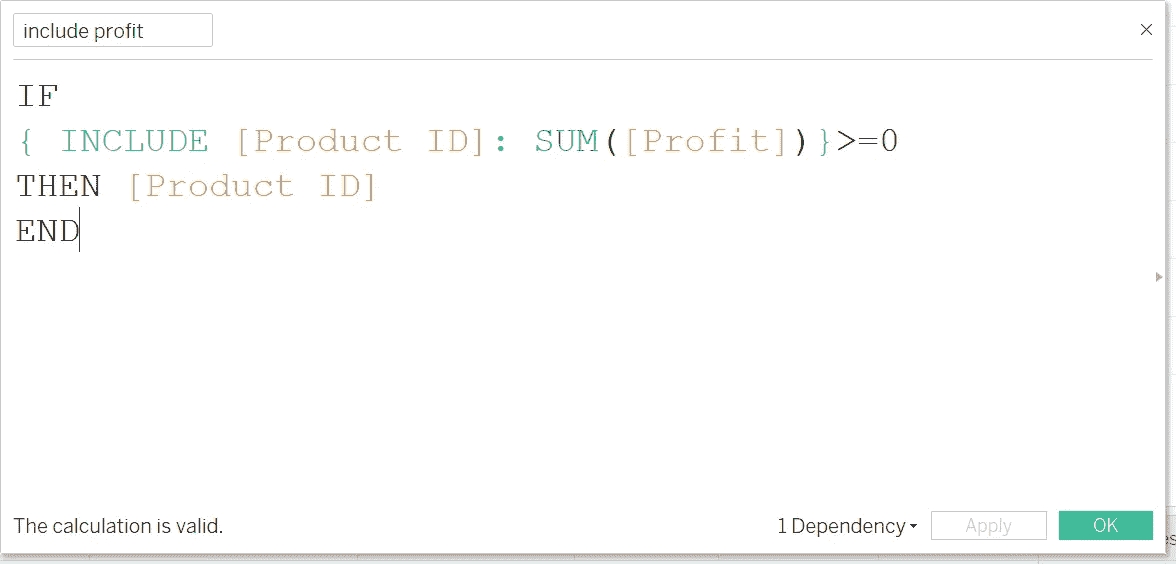 include profit
IF
{ INCLUDE [Product ID]: SUM([Profit])}>=0
THEN [Product ID]
END
The calculation is valid.
1 Dependency
Apply
OK
es